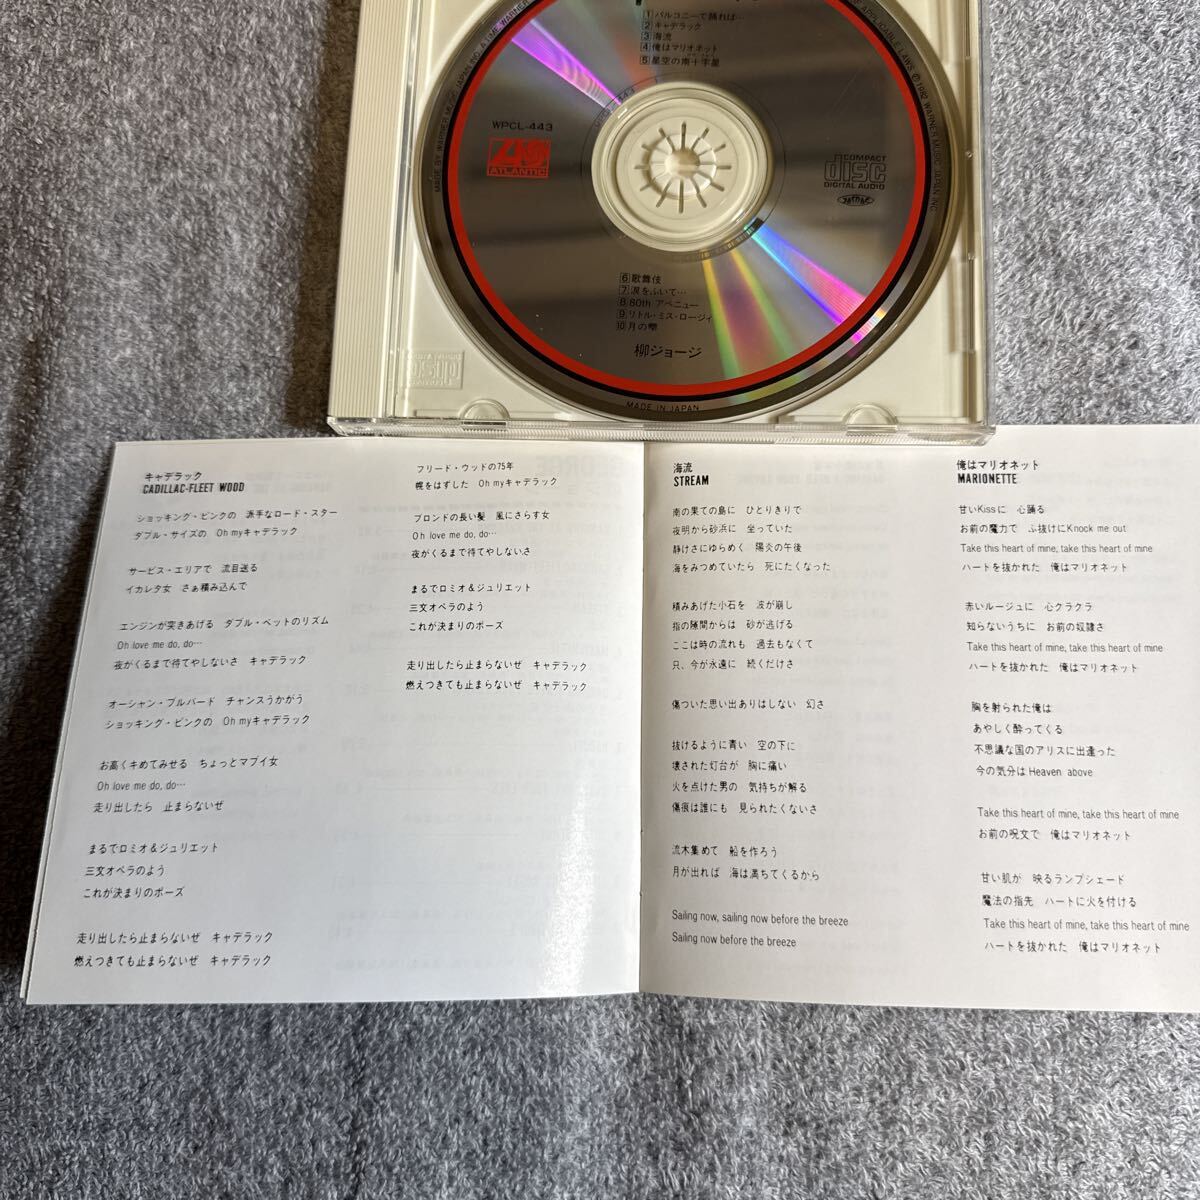 1 バルコニーで踊れば…
2 キャデラック
3 海流
4 俺はマリオネット
5 星空の南十字星
WPCL-443
ATLANTIC
COMPACT
disc
DIGITAL AUDIO
6 歌舞伎
7 涙をふいて…
8 80th アベニュー
9 リトル・ミス・ロージィ
10 月の雫
柳ジョージ
MADE IN JAPAN
キャデラック
CADILLAC-FLEET WOOD
ショッキング・ピンクの 派手なロード・スター
ダブル・サイズの Oh myキャデラック
サービス・エリアで 流目送る
イカレタ女 さぁ積み込んで
エンジンが突きあげる ダブル・ベットのリズム
Oh love me do, do…
夜がくるまで待てやしないさ キャデラック
オーシャン・ブルバード チャンスうかがう
ショッキング・ピンクの Oh myキャデラック
お高くキめてみせる ちょっとマブイ女
Oh love me do, do…
走り出したら 止まらないぜ
まるでロミオ&ジュリエット
三文オペラのよう
これが決まりのポーズ
走り出したら止まらないぜ キャデラック
燃えつきても止まらないぜ キャデラック
フリード・ウッドの75年
幌をはずした Oh myキャデラック
ブロンドの長い髪 風にさらす女
Oh love me do, do…
夜がくるまで待てやしないさ
まるでロミオ&ジュリエット
三文オペラのよう
これが決まりのポーズ
走り出したら止まらないぜ キャデラック
燃えつきても止まらないぜ キャデラック
海流
STREAM
南の果ての島に ひとりきりで
夜明から砂浜に 坐っていた
静けさにゆらめく 陽炎の午後
海をみつめていたら 死にたくなった
積みあげた小石を 波が崩し
指の隙間からは 砂が逃げる
ここは時の流れも 過去もなくて
只、今が永遠に 続くだけさ
傷ついた思い出ありはしない 幻さ
抜けるように青い 空の下に
壊された灯台が 胸に痛い
火を点けた男の 気持ちが解る
傷痕は誰にも 見られたくないさ
流木集めて 船を作ろう
月が出れば 海は満ちてくるから
Sailing now, sailing now before the breeze
Sailing now before the breeze
俺はマリオネット
MARIONETTE
甘いKissに 心踊る
お前の魔力で ふ抜けにKnock me out
Take this heart of mine, take this heart of mine
ハートを抜かれた 俺はマリオネット
赤いルージュに 心クラクラ
知らないうちに お前の奴隷さ
Take this heart of mine, take this heart of mine
ハートを抜かれた 俺はマリオネット
胸を射られた俺は
あやしく酔ってくる
不思議な国のアリスに出逢った
今の気分はHeaven above
Take this heart of mine, take this heart of mine
お前の呪文で 俺はマリオネット
甘い肌が 映るランプシェード
魔法の指先 ハートに火を付ける
Take this heart of mine, take this heart of mine
ハートを抜かれた 俺はマリオネット